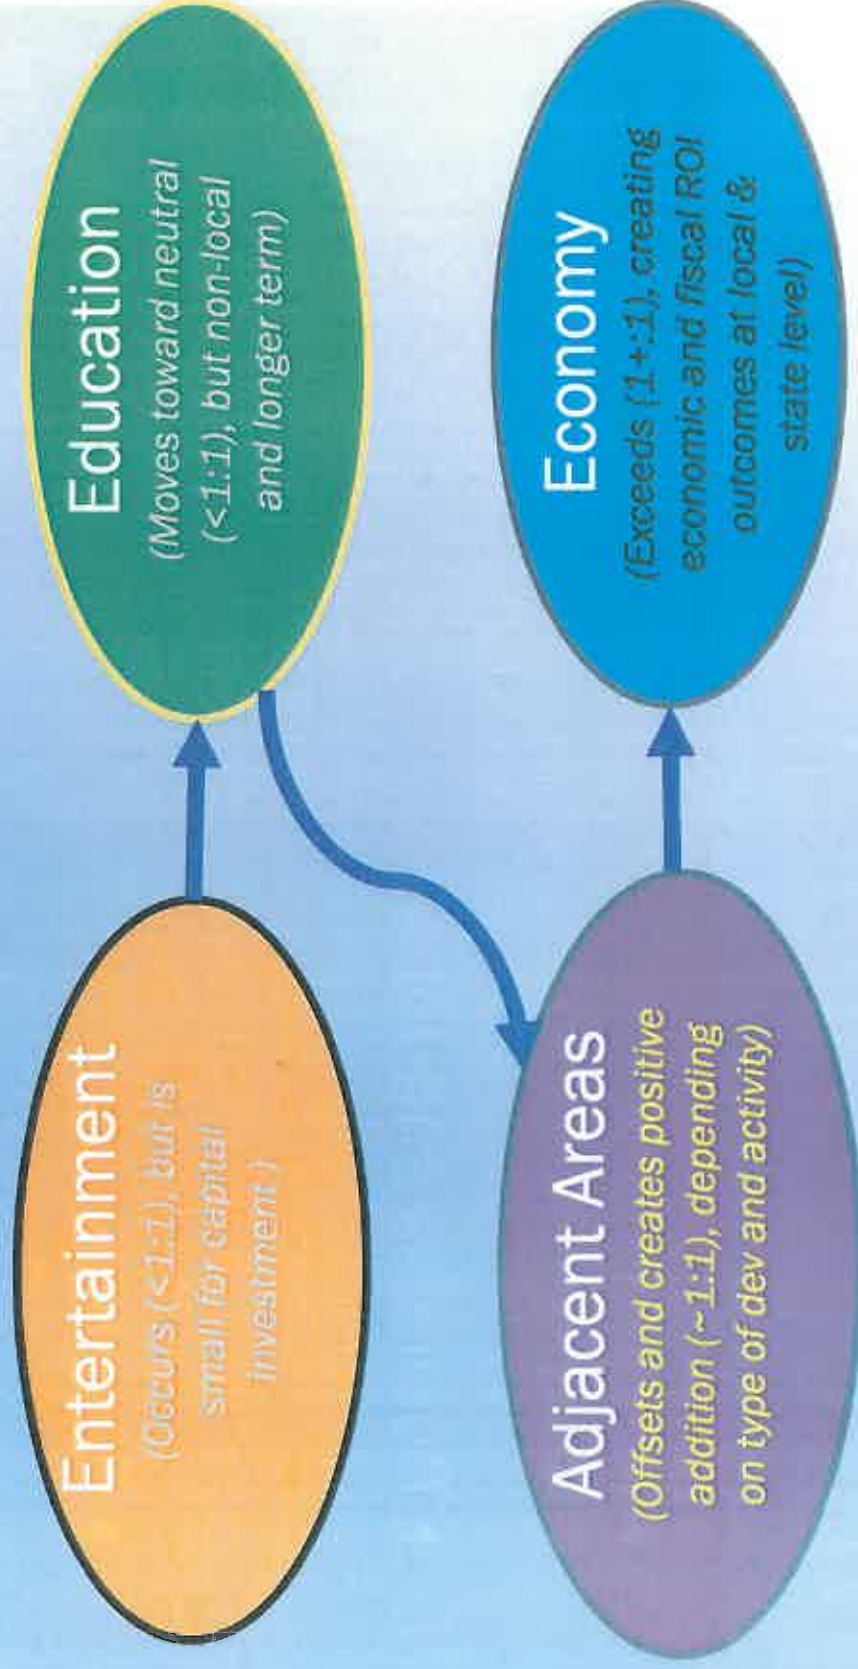 Entertainment
(Occurs (<1:1), but is
small for capital
investment )
Education
(Moves toward neutral
(<1:1), but non-local
and longer term)
Adjacent Areas
(Offsets and creates positive
addition (~1:1), depending
on type of dev and activity)
Economy
(Exceeds (1+:1), creating
economic and fiscal ROI
outcomes at local &
state level)